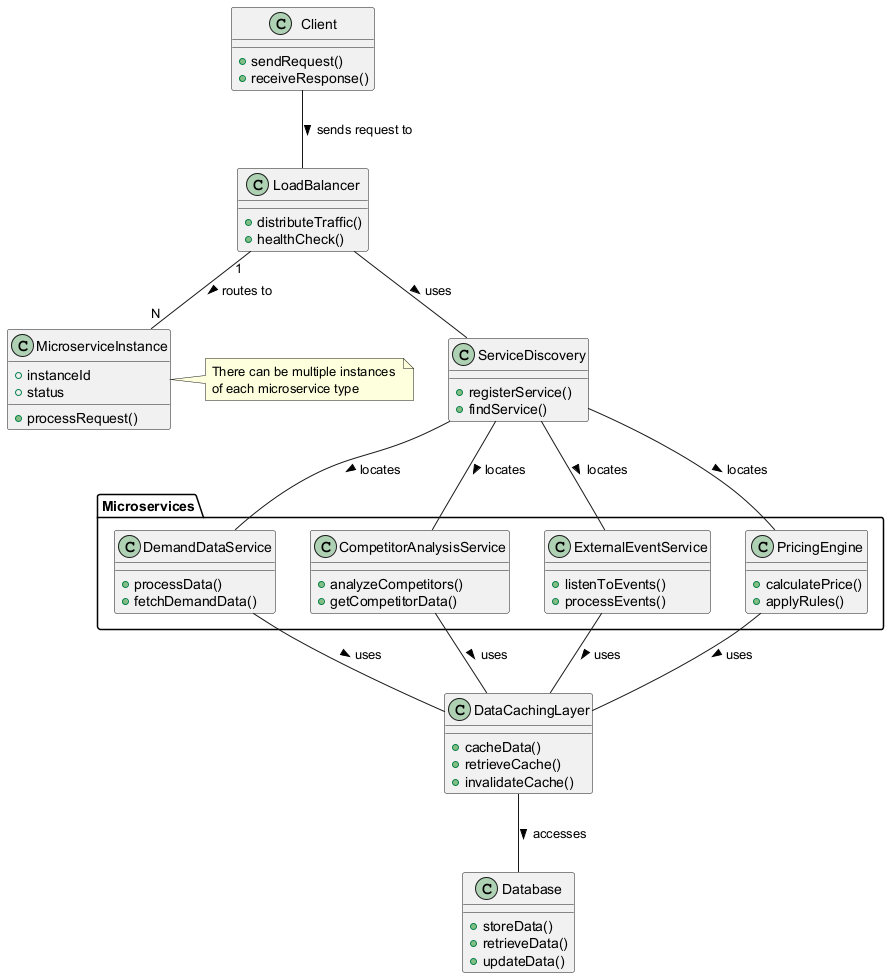 C Client
sendRequest()
receiveResponse()
sends request to
C LoadBalancer
distributeTraffic()
healthCheck()
1
routes to
uses
N
C MicroserviceInstance
instanceId
status
processRequest()
There can be multiple instances
of each microservice type
C ServiceDiscovery
registerService()
findService()
locates
locates
locates
locates
Microservices
C DemandDataService
processData()
fetchDemandData()
C CompetitorAnalysisService
analyzeCompetitors()
getCompetitorData()
C ExternalEventService
listenToEvents()
processEvents()
C PricingEngine
calculatePrice()
applyRules()
uses
uses
uses
uses
C DataCachingLayer
cacheData()
retrieveCache()
invalidateCache()
accesses
C Database
storeData()
retrieveData()
updateData()